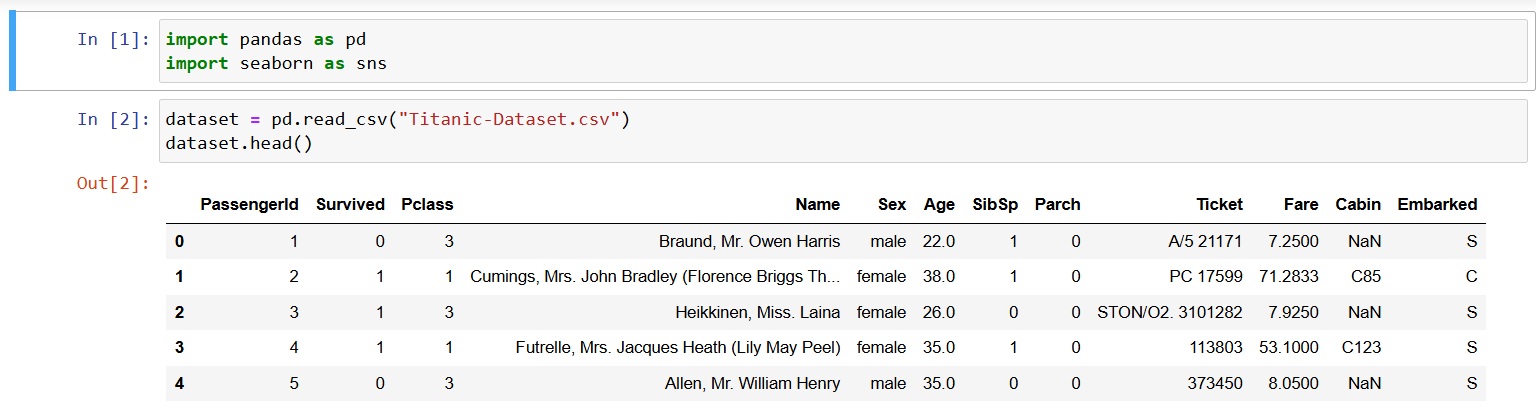 In [1]: import pandas as pd
import seaborn as sns
In [2]: dataset = pd.read_csv("Titanic-Dataset.csv")
dataset.head()
Out[2]:
PassengerId Survived Pclass Name Sex Age SibSp Parch Ticket Fare Cabin Embarked
0 1 0 3 Braund, Mr. Owen Harris male 22.0 1 0 A/5 21171 7.2500 NaN S
1 2 1 1 Cumings, Mrs. John Bradley (Florence Briggs Th... female 38.0 1 0 PC 17599 71.2833 C85 C
2 3 1 3 Heikkinen, Miss. Laina female 26.0 0 0 STON/O2. 3101282 7.9250 NaN S
3 4 1 1 Futrelle, Mrs. Jacques Heath (Lily May Peel) female 35.0 1 0 113803 53.1000 C123 S
4 5 0 3 Allen, Mr. William Henry male 35.0 0 0 373450 8.0500 NaN S